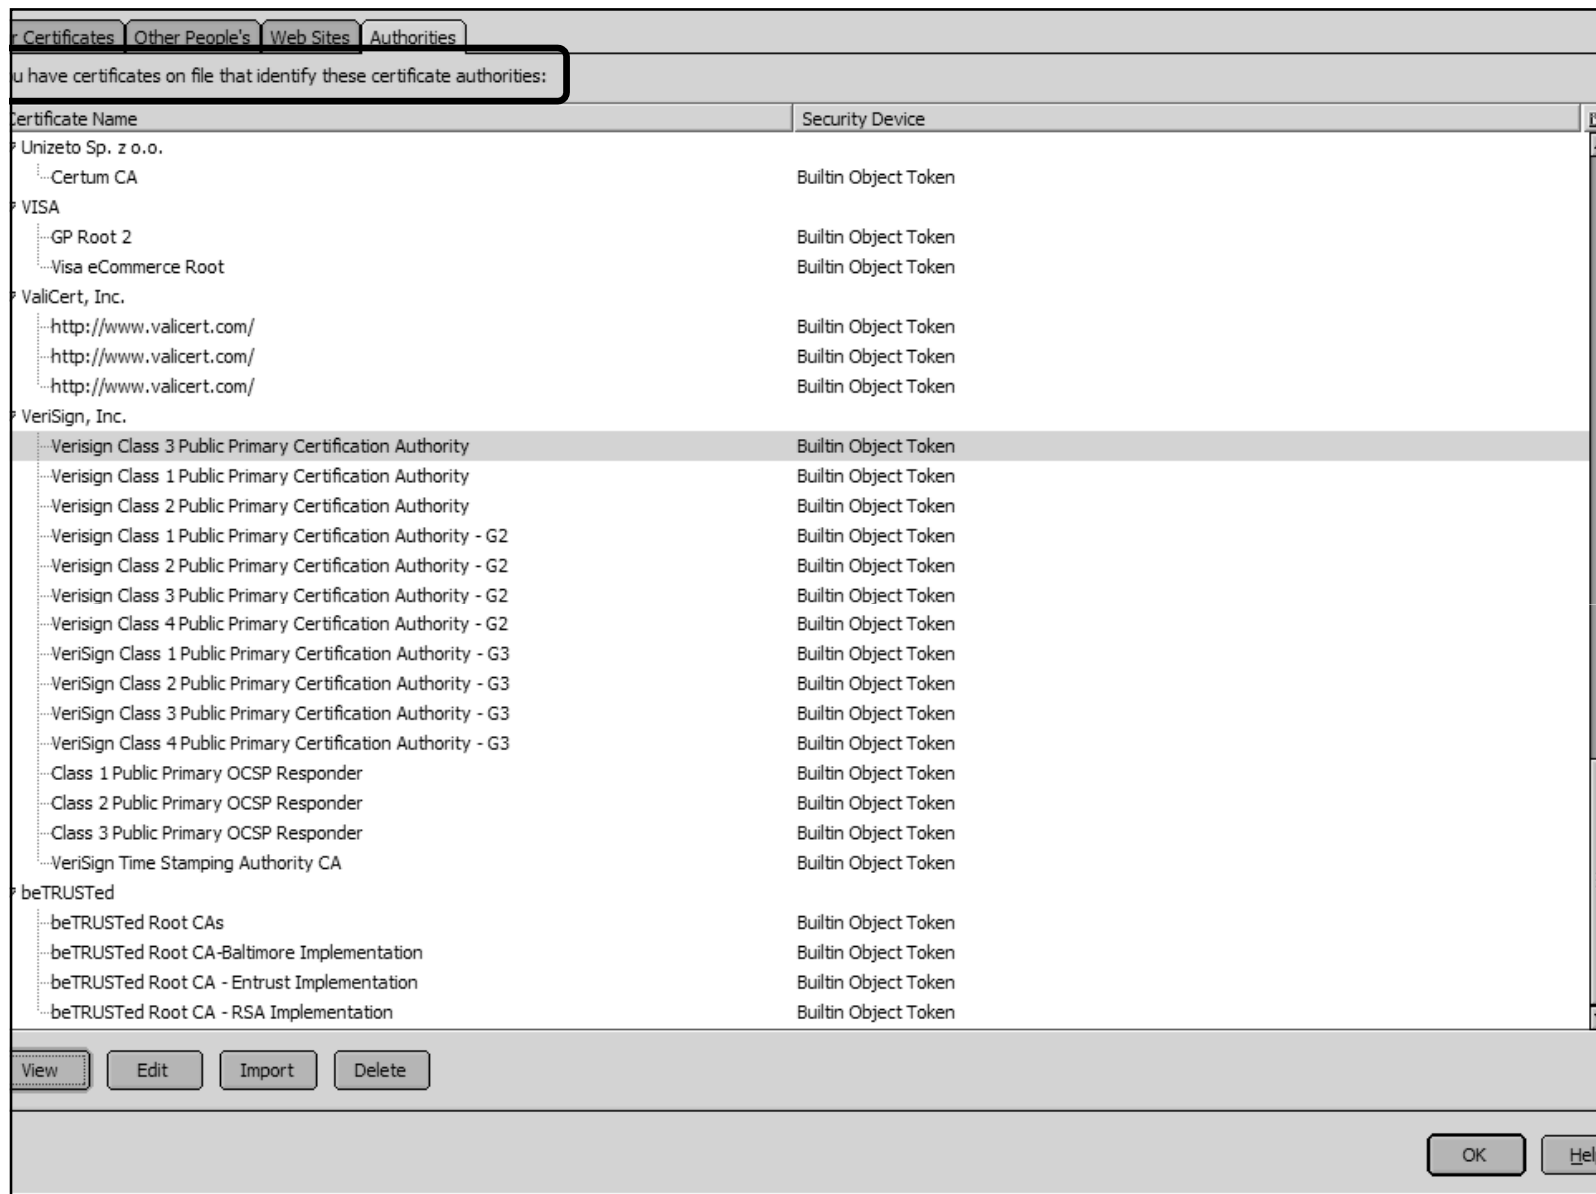 r Certificates Other People's Web Sites Authorities
u have certificates on file that identify these certificate authorities:
Certificate Name Security Device
Unizeto Sp. z o.o.
Certum CA Builtin Object Token
VISA
GP Root 2 Builtin Object Token
Visa eCommerce Root Builtin Object Token
ValiCert, Inc.
http://www.valicert.com/ Builtin Object Token
http://www.valicert.com/ Builtin Object Token
http://www.valicert.com/ Builtin Object Token
VeriSign, Inc.
Verisign Class 3 Public Primary Certification Authority Builtin Object Token
Verisign Class 1 Public Primary Certification Authority Builtin Object Token
Verisign Class 2 Public Primary Certification Authority Builtin Object Token
Verisign Class 1 Public Primary Certification Authority - G2 Builtin Object Token
Verisign Class 2 Public Primary Certification Authority - G2 Builtin Object Token
Verisign Class 3 Public Primary Certification Authority - G2 Builtin Object Token
Verisign Class 4 Public Primary Certification Authority - G2 Builtin Object Token
VeriSign Class 1 Public Primary Certification Authority - G3 Builtin Object Token
VeriSign Class 2 Public Primary Certification Authority - G3 Builtin Object Token
VeriSign Class 3 Public Primary Certification Authority - G3 Builtin Object Token
VeriSign Class 4 Public Primary Certification Authority - G3 Builtin Object Token
Class 1 Public Primary OCSP Responder Builtin Object Token
Class 2 Public Primary OCSP Responder Builtin Object Token
Class 3 Public Primary OCSP Responder Builtin Object Token
VeriSign Time Stamping Authority CA Builtin Object Token
beTRUSTed
beTRUSTed Root CAs Builtin Object Token
beTRUSTed Root CA-Baltimore Implementation Builtin Object Token
beTRUSTed Root CA - Entrust Implementation Builtin Object Token
beTRUSTed Root CA - RSA Implementation Builtin Object Token
View Edit Import Delete
OK Hel